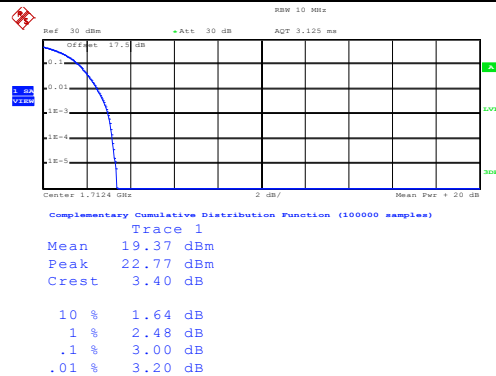 RBW 10 MHz
Ref 30 dBm * Att 30 dB AQT 3.125 ms
Offset 17.5 dB
0.1
A
1 SA
VIEW
0.01
1E-3
LVL
1E-4
1E-5
3DB
Center 1.7124 GHz 2 dB/ Mean Pwr + 20 dB
Complementary Cumulative Distribution Function (100000 samples)
Trace 1
Mean 19.37 dBm
Peak 22.77 dBm
Crest 3.40 dB
10 % 1.64 dB
1 % 2.48 dB
.1 % 3.00 dB
.01 % 3.20 dB